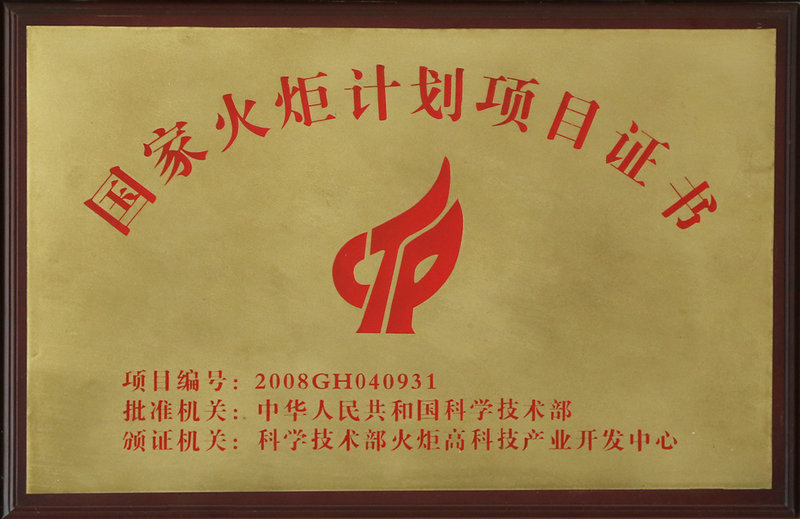 国家火炬计划项目证书
CTP
项目编号：2008GH040931
批准机关：中华人民共和国科学技术部
颁证机关：科学技术部火炬高科技产业开发中心